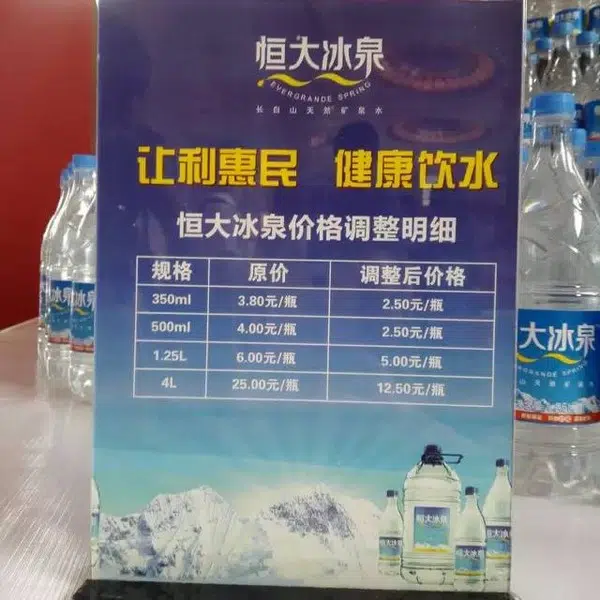 恒大冰泉
EVERGRANDE SPRING
长白山天然矿泉水
让利惠民 健康饮水
恒大冰泉价格调整明细
规格 原价 调整后价格
350ml 3.80元/瓶 2.50元/瓶
500ml 4.00元/瓶 2.50元/瓶
1.25L 6.00元/瓶 5.00元/瓶
4L 25.00元/瓶 12.50元/瓶
大冰泉
恒大冰泉